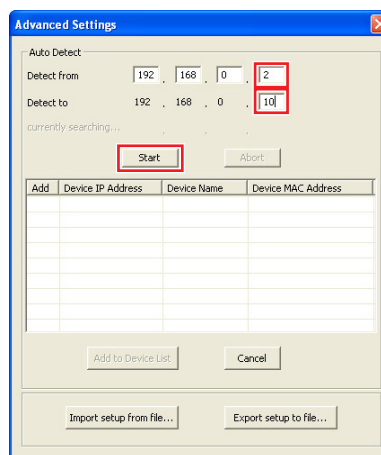 Advanced Settings
Auto Detect
Detect from 192 . 168 . 0 . 2
Detect to 192 . 168 . 0 . 10
currently searching... . . .
Start Abort
Add Device IP Address Device Name Device MAC Address
Add to Device List Cancel
Import setup from file... Export setup to file...